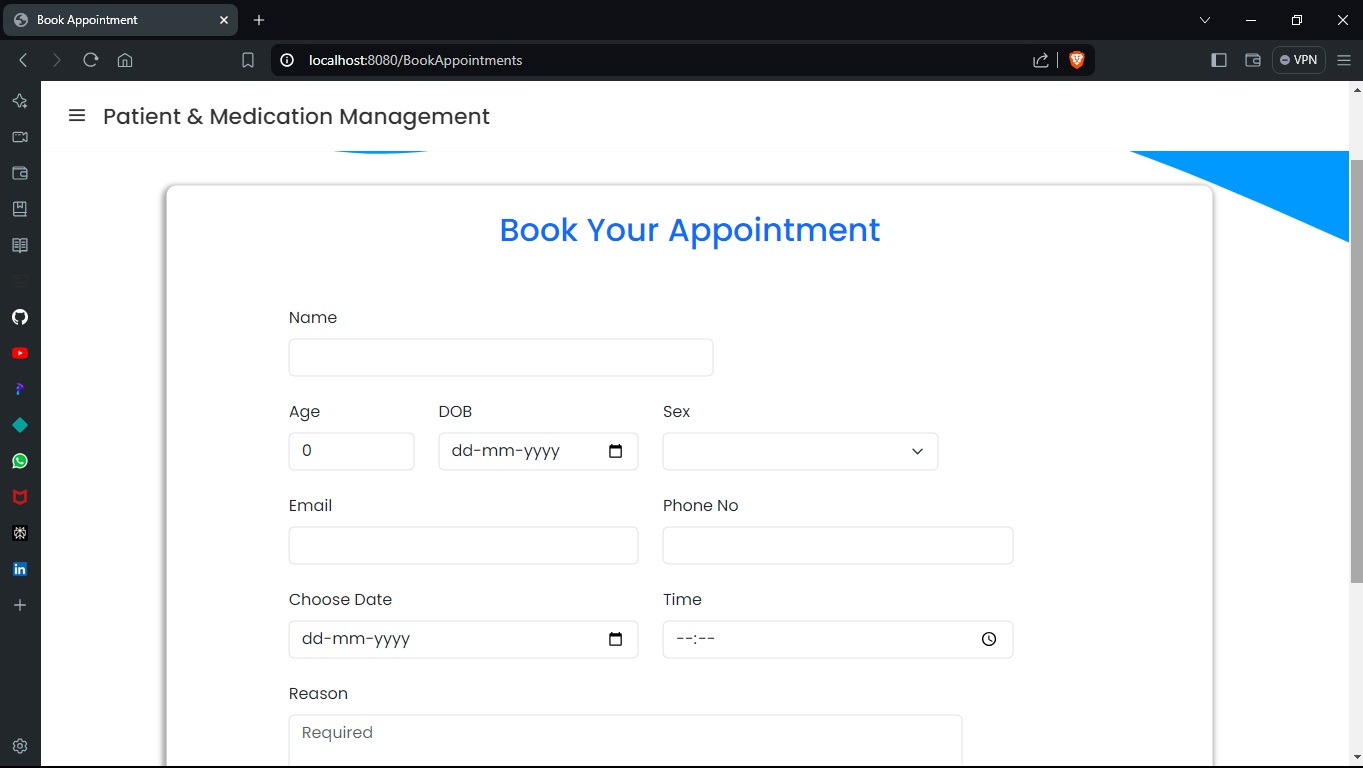 Book Appointment
localhost:8080/BookAppointments
VPN
Patient & Medication Management
Book Your Appointment
Name
Age DOB Sex
0 dd-mm-yyyy
Email Phone No
Choose Date Time
dd-mm-yyyy --:--
Reason
Required
in